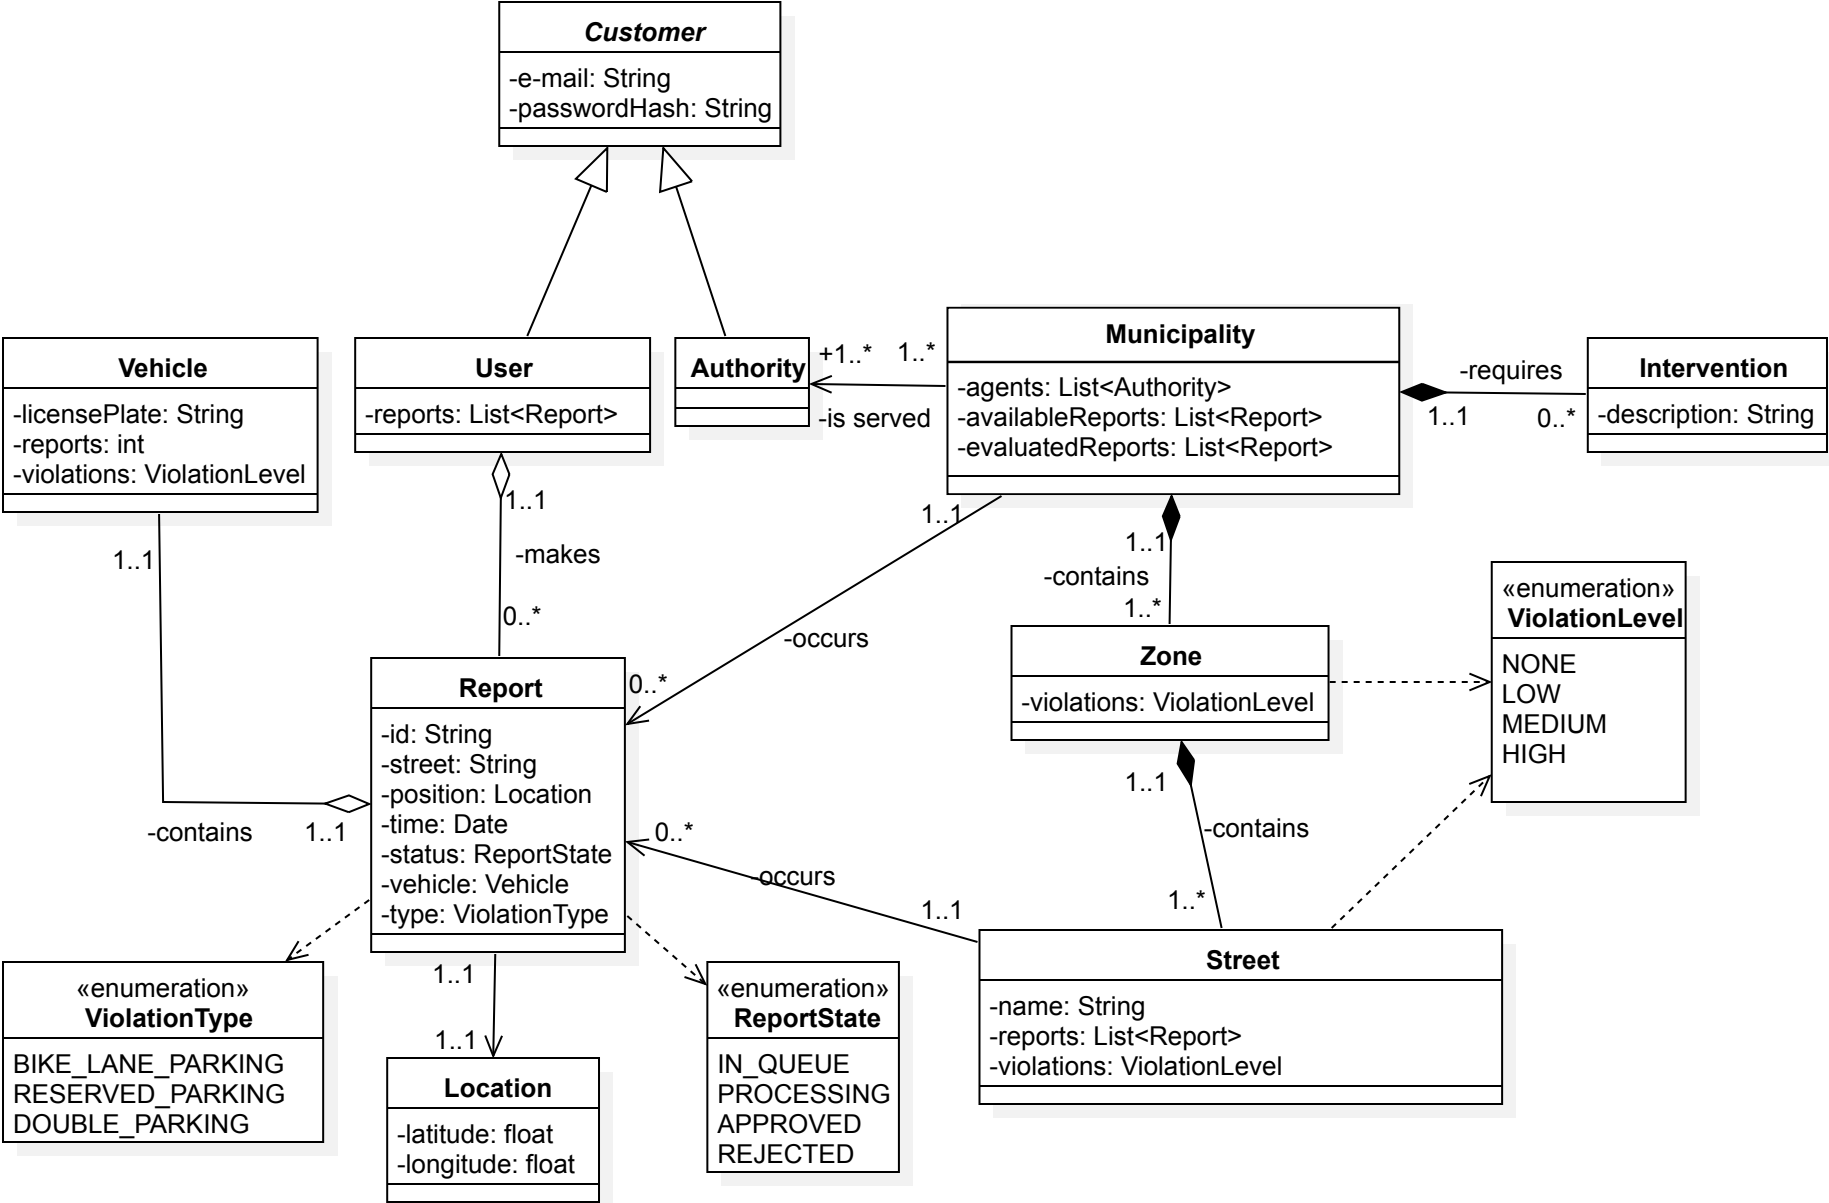 Customer
-e-mail: String
-passwordHash: String
Vehicle
-licensePlate: String
-reports: int
-violations: ViolationLevel
User
-reports: List<Report>
Authority
+1..*
1..*
-is served
Municipality
-agents: List<Authority>
-availableReports: List<Report>
-evaluatedReports: List<Report>
-requires
1..1
0..*
Intervention
-description: String
1..1
1..1
-makes
0..*
1..1
-occurs
0..*
1..1
-contains
1..*
Zone
-violations: ViolationLevel
«enumeration»
ViolationLevel
NONE
LOW
MEDIUM
HIGH
Report
-id: String
-street: String
-position: Location
-time: Date
-status: ReportState
-vehicle: Vehicle
-type: ViolationType
-contains
1..1
0..*
-occurs
1..1
1..1
-contains
1..*
Street
-name: String
-reports: List<Report>
-violations: ViolationLevel
«enumeration»
ViolationType
BIKE_LANE_PARKING
RESERVED_PARKING
DOUBLE_PARKING
1..1
1..1
Location
-latitude: float
-longitude: float
«enumeration»
ReportState
IN_QUEUE
PROCESSING
APPROVED
REJECTED